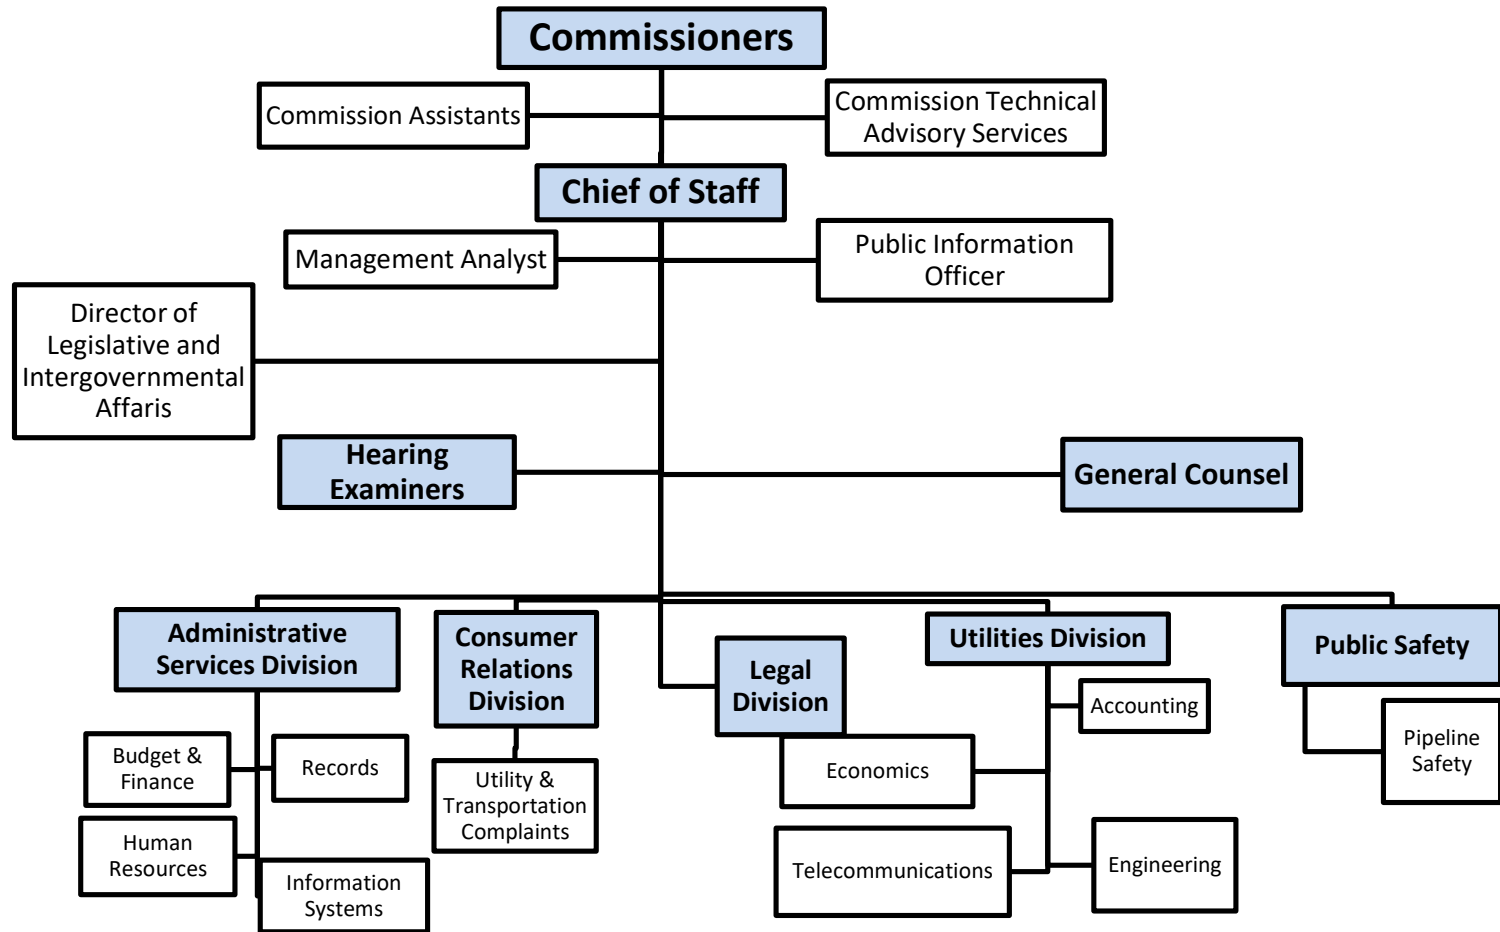 Commissioners
Commission Assistants
Commission Technical
Advisory Services
Chief of Staff
Management Analyst
Public Information
Officer
Director of
Legislative and
Intergovernmental
Affaris
Hearing
Examiners
General Counsel
Administrative
Services Division
Consumer
Relations
Division
Legal
Division
Utilities Division
Public Safety
Budget &
Finance
Records
Human
Resources
Information
Systems
Utility &
Transportation
Complaints
Accounting
Economics
Telecommunications
Engineering
Pipeline
Safety